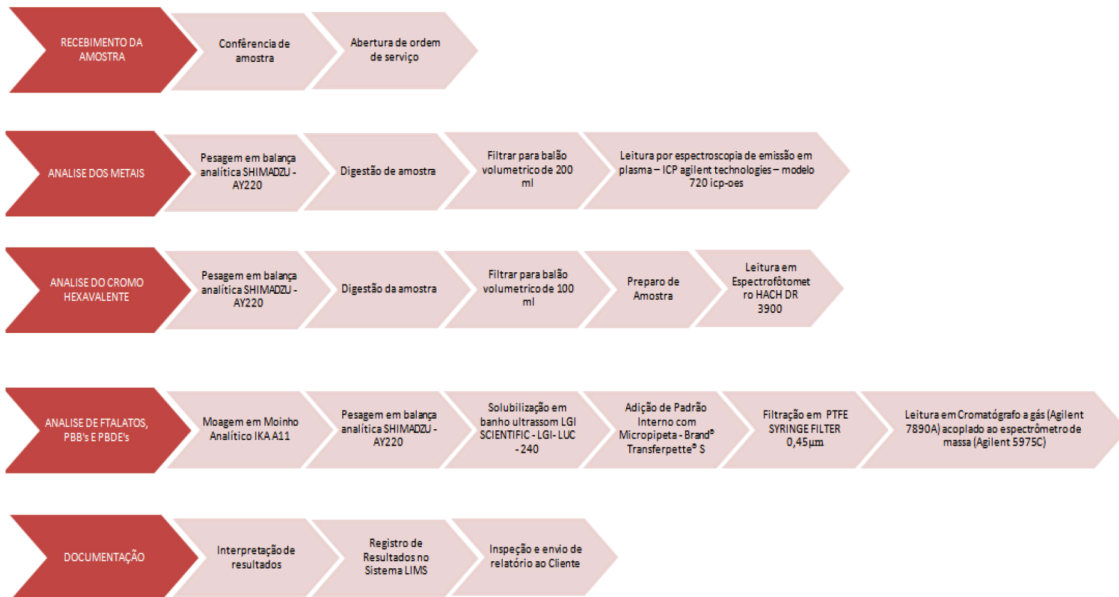 RECEBIMENTO DA
AMOSTRA
Confêrencia de
amostra
Abertura de ordem
de serviço
ANALISE DOS METAIS
Pesagem em balança
analítica SHIMADZU -
AY220
Digestão de amostra
Filtrar para balão
volumetrico de 200
ml
Leitura por espectroscopia de emissão em
plasma – ICP agilent technologies – modelo
720 icp-oes
ANALISE DO CROMO
HEXAVALENTE
Pesagem em balança
analítica SHIMADZU -
AY220
Digestão da amostra
Filtrar para balão
volumetrico de 100
ml
Preparo de
Amostra
Leitura em
Espectrofôtomet
ro HACH DR
3900
ANALISE DE FTALATOS,
PBB's E PBDE's
Moagem em Moinho
Analítico IKA A11
Pesagem em balança
analítica SHIMADZU -
AY220
Solubilização em
banho ultrassom LGI
SCIENTIFIC - LGI- LUC
- 240
Adição de Padrão
Interno com
Micropipeta - Brand®
Transferpette® S
Filtração em PTFE
SYRINGE FILTER
0,45µm
Leitura em Cromatógrafo a gás (Agilent
7890A) acoplado ao espectrômetro de
massa (Agilent 5975C)
DOCUMENTAÇÃO
Interpretação de
resultados
Registro de
Resultados no
Sistema LIMS
Inspeção e envio de
relatório ao Cliente